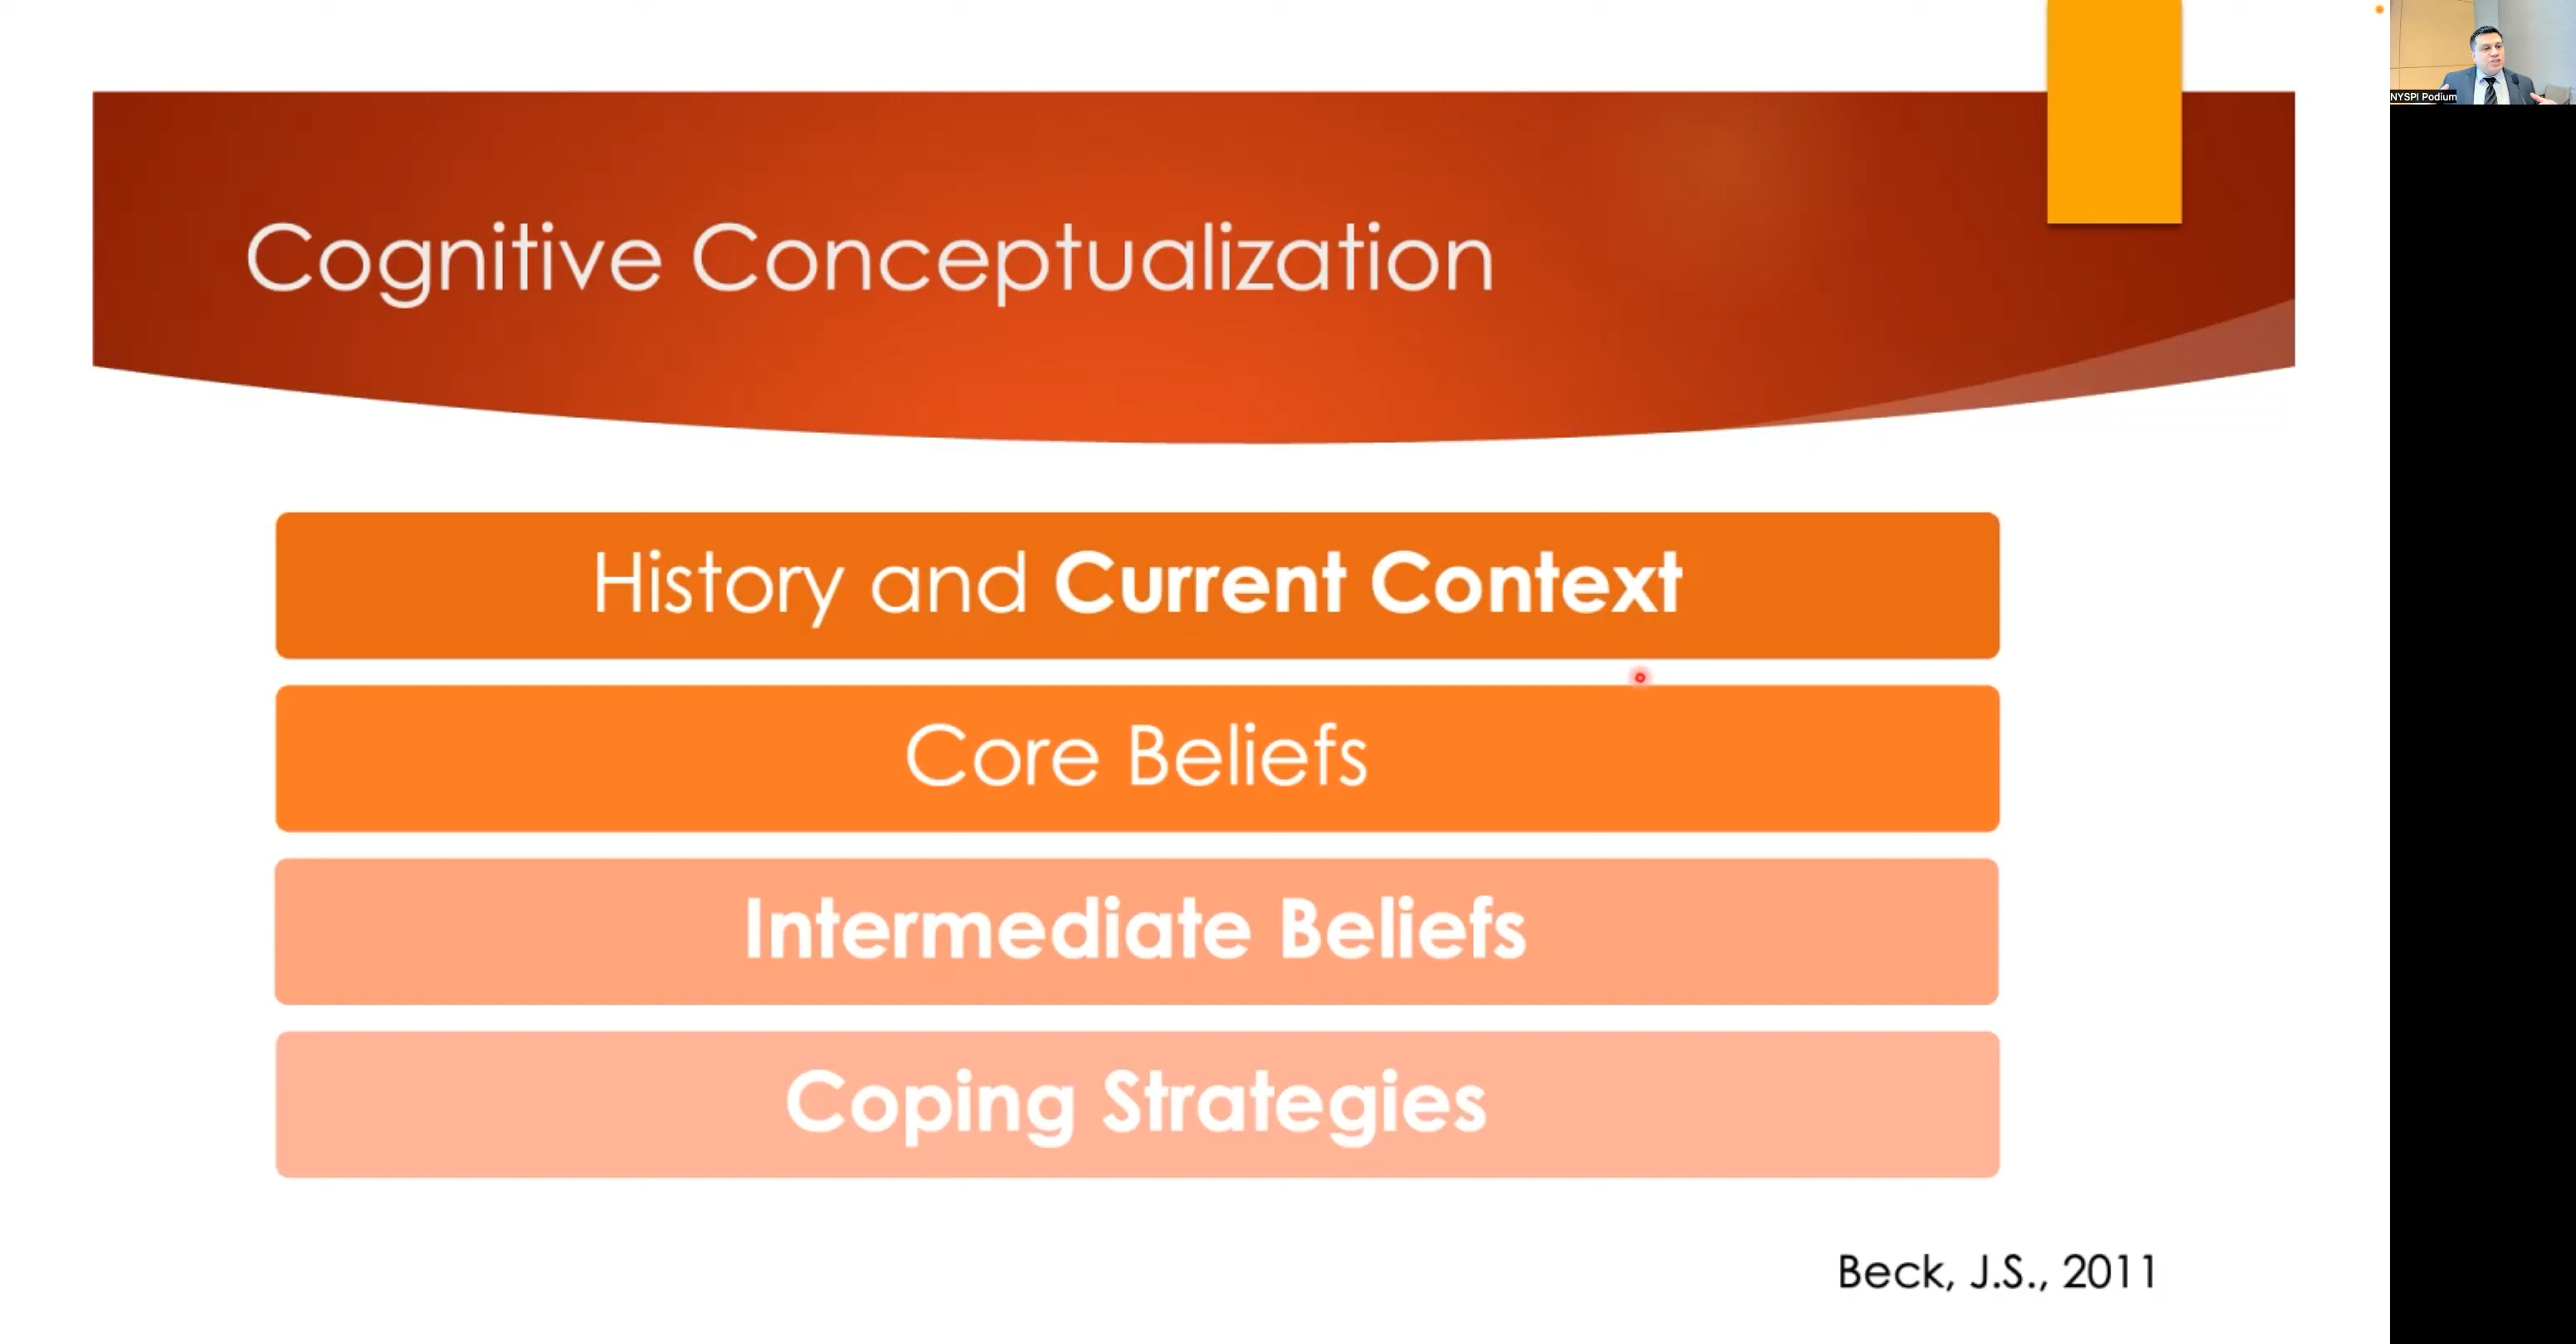 NYSPI Podium
Cognitive Conceptualization
History and Current Context
Core Beliefs
Intermediate Beliefs
Coping Strategies
Beck, J.S., 2011